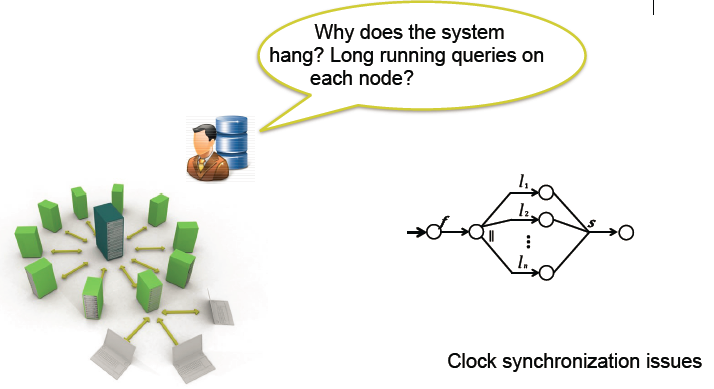 Why does the system
hang? Long running queries on
each node?
l₁
f
l₂
s
||
⋮
lₙ
Clock synchronization issues